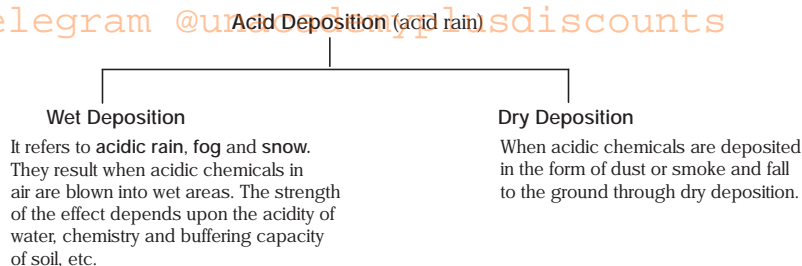 elegram @unacademyplusdiscounts
Acid Deposition (acid rain)
Wet Deposition
It refers to acidic rain, fog and snow.
They result when acidic chemicals in
air are blown into wet areas. The strength
of the effect depends upon the acidity of
water, chemistry and buffering capacity
of soil, etc.
Dry Deposition
When acidic chemicals are deposited
in the form of dust or smoke and fall
to the ground through dry deposition.